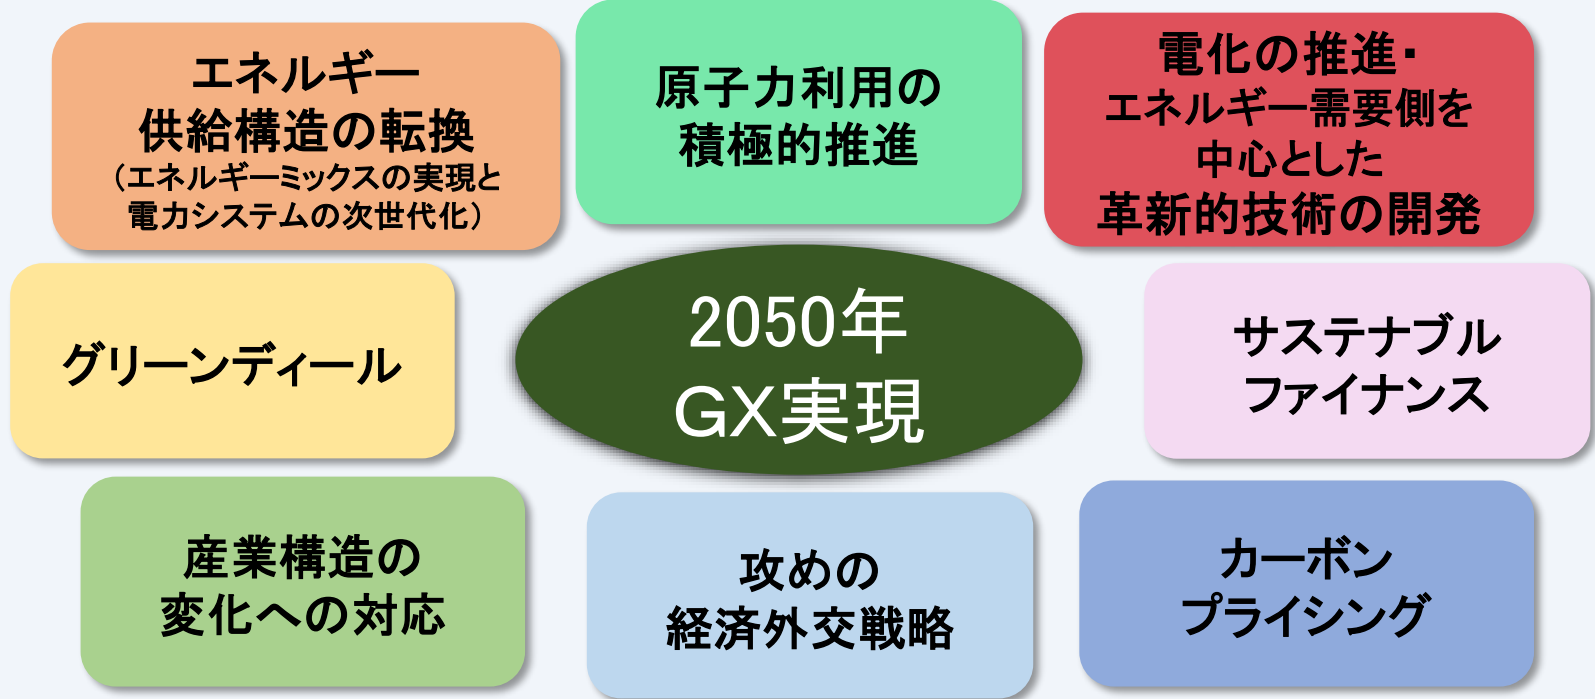 エネルギー
供給構造の転換
（エネルギーミックスの実現と
電力システムの次世代化）
原子力利用の
積極的推進
電化の推進・
エネルギー需要側を
中心とした
革新的技術の開発
グリーンディール
2050年
GX実現
サステナブル
ファイナンス
産業構造の
変化への対応
攻めの
経済外交戦略
カーボン
プライシング